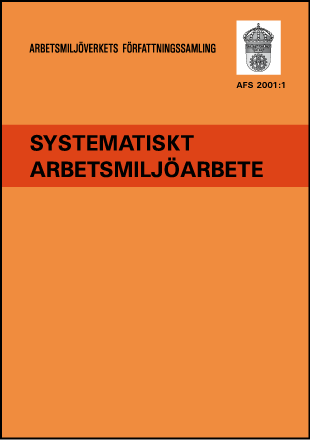 ARBETSMILJÖVERKETS FÖRFATTNINGSSAMLING
AFS 2001:1
SYSTEMATISKT
ARBETSMILJÖARBETE